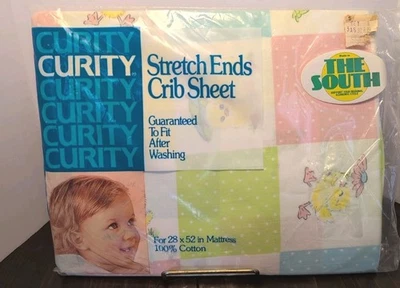 CURITY
CURITY
CURITY
CURITY
CURITY
CURITY
Stretch Ends
Crib Sheet
Guaranteed
To Fit
After
Washing
For 28 x 52 in Mattress
100% Cotton
THE
SOUTH